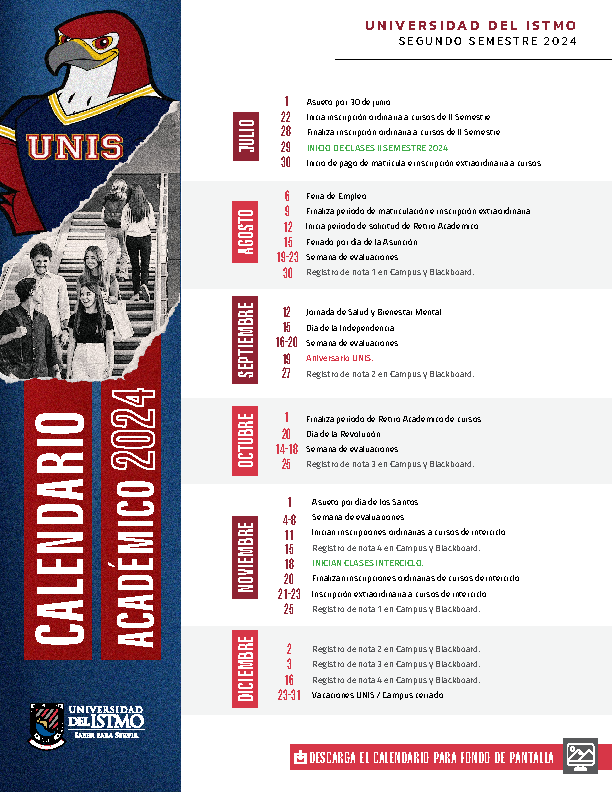 UNIVERSIDAD DEL ISTMO
SEGUNDO SEMESTRE 2024
UNIS
CALENDARIO
ACADÉMICO 2024
JULIO
1 Asueto por 30 de junio
22 Inicia inscripción ordinaria a cursos de II Semestre
28 Finaliza inscripción ordinaria a cursos de II Semestre
29 INICIO DE CLASES II SEMESTRE 2024
30 Inicio de pago de matrícula e inscripción extraordinaria a cursos
AGOSTO
6 Feria de Empleo
9 Finaliza periodo de matriculación e inscripción extraordinaria
12 Inicia periodo de solicitud de Retiro Académico
15 Feriado por día de la Asunción
19-23 Semana de evaluaciones
30 Registro de nota 1 en Campus y Blackboard.
SEPTIEMBRE
12 Jornada de Salud y Bienestar Mental
15 Día de la Independencia
16-20 Semana de evaluaciones
19 Aniversario UNIS.
27 Registro de nota 2 en Campus y Blackboard.
OCTUBRE
1 Finaliza periodo de Retiro Académico de cursos
20 Día de la Revolución
14-18 Semana de evaluaciones
25 Registro de nota 3 en Campus y Blackboard.
NOVIEMBRE
1 Asueto por día de los Santos
4-8 Semana de evaluaciones
11 Inician inscripciones ordinarias a cursos de interciclo
15 Registro de nota 4 en Campus y Blackboard.
18 INICIAN CLASES INTERCICLO.
20 Finalizan inscripciones ordinarias de cursos de interciclo
21-23 Inscripción extraordinaria a cursos de interciclo
25 Registro de nota 1 en Campus y Blackboard.
DICIEMBRE
2 Registro de nota 2 en Campus y Blackboard.
3 Registro de nota 3 en Campus y Blackboard.
16 Registro de nota 4 en Campus y Blackboard.
23-31 Vacaciones UNIS / Campus cerrado
UNIVERSIDAD
DEL ISTMO
SABER PARA SERVIR
DESCARGA EL CALENDARIO PARA FONDO DE PANTALLA